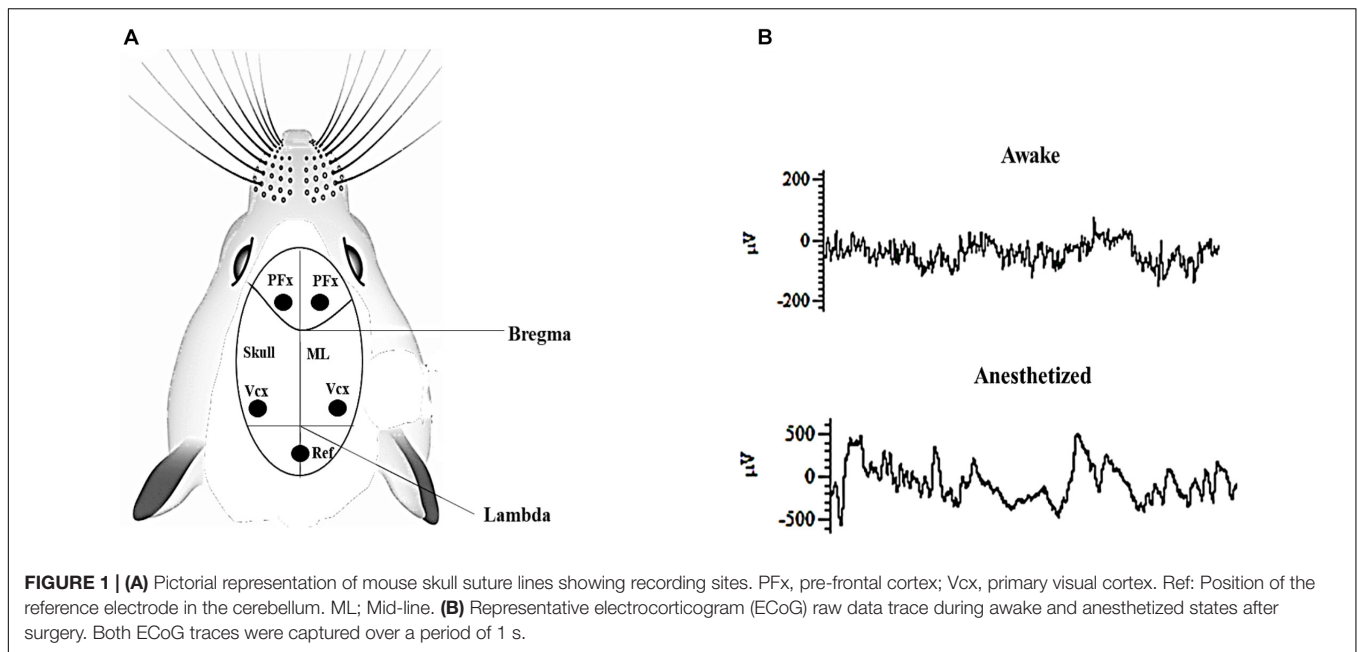 A
PFx PFx
Bregma
Skull ML
Vcx Vcx
Ref
Lambda
B
Awake
200
0
-200
µV
Anesthetized
500
0
-500
µV
FIGURE 1 | (A) Pictorial representation of mouse skull suture lines showing recording sites. PFx, pre-frontal cortex; Vcx, primary visual cortex. Ref: Position of the
reference electrode in the cerebellum. ML; Mid-line. (B) Representative electrocorticogram (ECoG) raw data trace during awake and anesthetized states after
surgery. Both ECoG traces were captured over a period of 1 s.